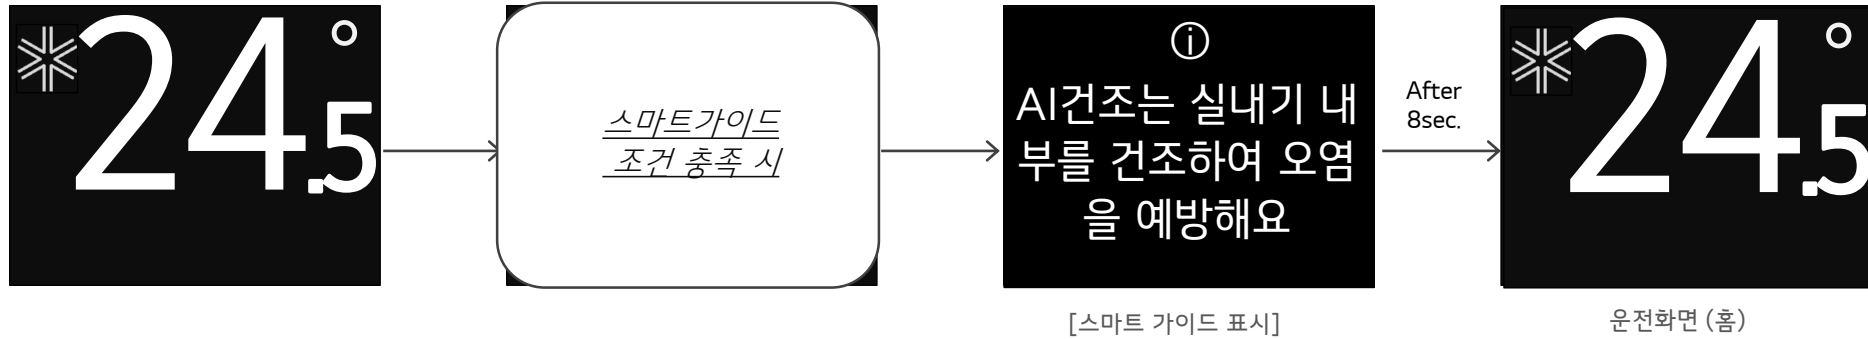 24.5°
스마트가이드
조건 충족 시
AI건조는 실내기 내
부를 건조하여 오염
을 예방해요
After
8sec.
24.5°
[스마트 가이드 표시]
운전화면 (홈)